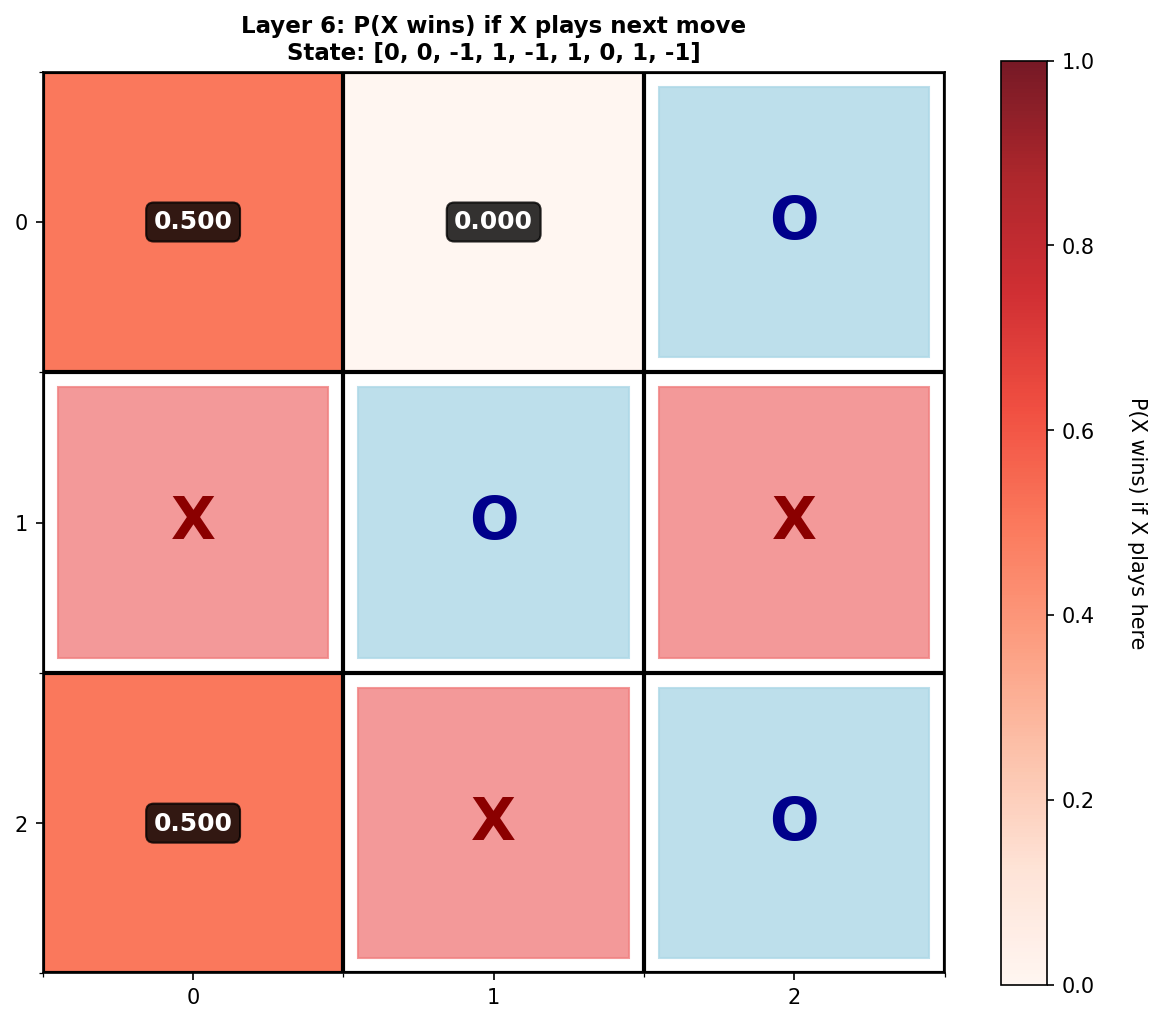 Layer 6: P(X wins) if X plays next move
State: [0, 0, -1, 1, -1, 1, 0, 1, -1]
0 0.500 0.000 O
1 X O X
2 0.500 X O
0 1 2
1.0
0.8
0.6
0.4
0.2
0.0
P(X wins) if X plays here